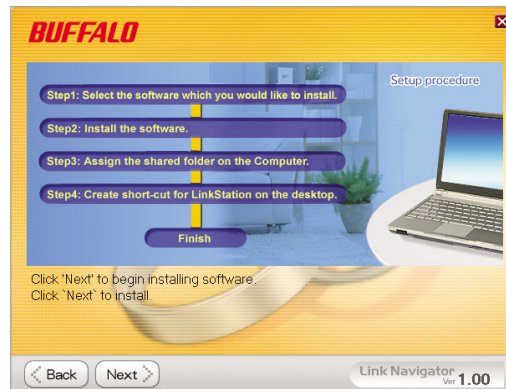 BUFFALO
Setup procedure
Step1: Select the software which you would like to install.
Step2: Install the software.
Step3: Assign the shared folder on the Computer.
Step4: Create short-cut for LinkStation on the desktop.
Finish
Click 'Next' to begin installing software.
Click `Next` to install.
Back
Next
Link Navigator
Ver 1.00